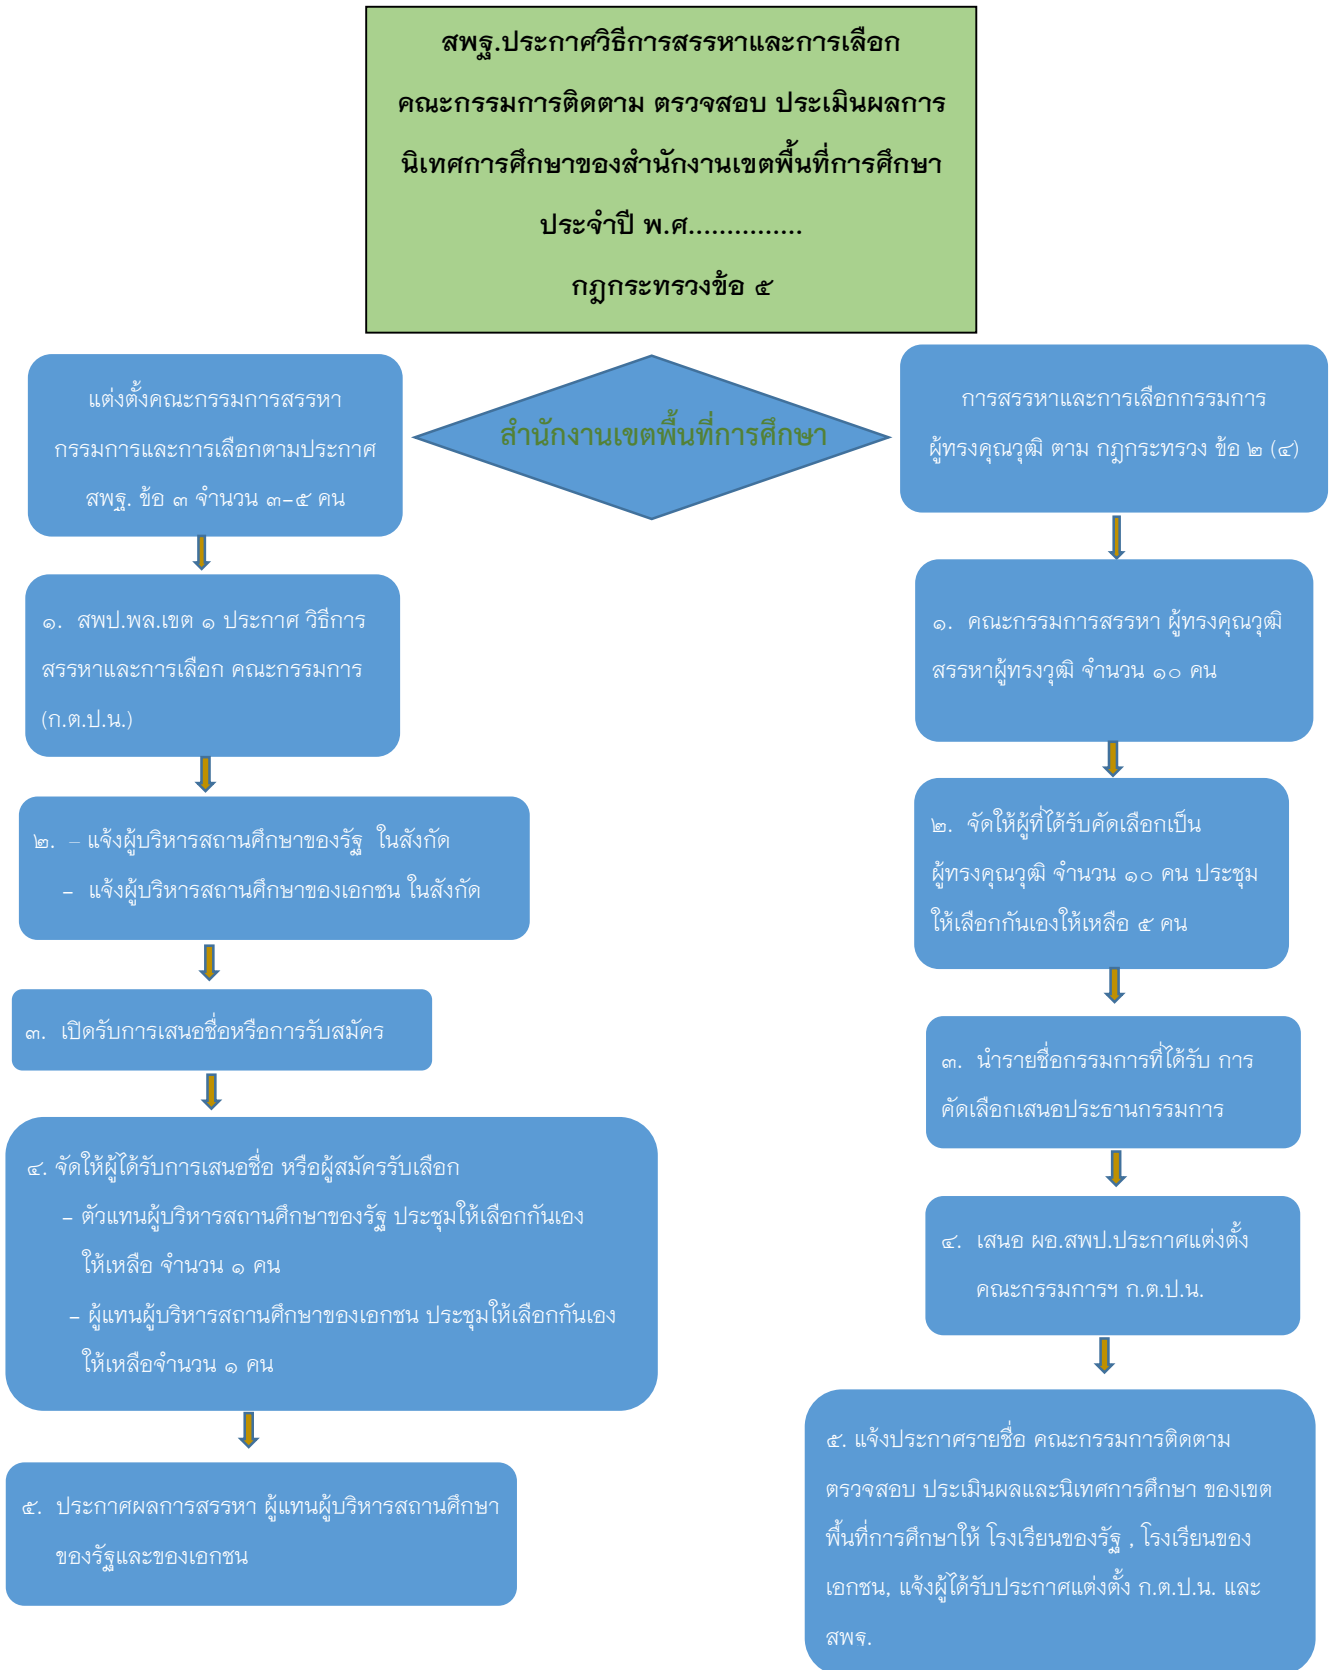 สพฐ.ประกาศวิธีการสรรหาและการเลือก
คณะกรรมการติดตาม ตรวจสอบ ประเมินผลการ
นิเทศการศึกษาของสำนักงานเขตพื้นที่การศึกษา
ประจำปี พ.ศ...............
กฎกระทรวงข้อ ๕
สำนักงานเขตพื้นที่การศึกษา
แต่งตั้งคณะกรรมการสรรหา
กรรมการและการเลือกตามประกาศ
สพฐ. ข้อ ๓ จำนวน ๓-๕ คน
๑. สพป.พล.เขต ๑ ประกาศ วิธีการ
สรรหาและการเลือก คณะกรรมการ
(ก.ต.ป.น.)
๒. – แจ้งผู้บริหารสถานศึกษาของรัฐ ในสังกัด
- แจ้งผู้บริหารสถานศึกษาของเอกชน ในสังกัด
๓. เปิดรับการเสนอชื่อหรือการรับสมัคร
๔. จัดให้ผู้ได้รับการเสนอชื่อ หรือผู้สมัครรับเลือก
- ตัวแทนผู้บริหารสถานศึกษาของรัฐ ประชุมให้เลือกกันเอง
ให้เหลือ จำนวน ๑ คน
- ผู้แทนผู้บริหารสถานศึกษาของเอกชน ประชุมให้เลือกกันเอง
ให้เหลือจำนวน ๑ คน
๕. ประกาศผลการสรรหา ผู้แทนผู้บริหารสถานศึกษา
ของรัฐและของเอกชน
การสรรหาและการเลือกกรรมการ
ผู้ทรงคุณวุฒิ ตาม กฎกระทรวง ข้อ ๒ (๔)
๑. คณะกรรมการสรรหา ผู้ทรงคุณวุฒิ
สรรหาผู้ทรงวุฒิ จำนวน ๑๐ คน
๒. จัดให้ผู้ที่ได้รับคัดเลือกเป็น
ผู้ทรงคุณวุฒิ จำนวน ๑๐ คน ประชุม
ให้เลือกกันเองให้เหลือ ๕ คน
๓. นำรายชื่อกรรมการที่ได้รับ การ
คัดเลือกเสนอประธานกรรมการ
๔. เสนอ ผอ.สพป.ประกาศแต่งตั้ง
คณะกรรมการฯ ก.ต.ป.น.
๕. แจ้งประกาศรายชื่อ คณะกรรมการติดตาม
ตรวจสอบ ประเมินผลและนิเทศการศึกษา ของเขต
พื้นที่การศึกษาให้ โรงเรียนของรัฐ , โรงเรียนของ
เอกชน, แจ้งผู้ได้รับประกาศแต่งตั้ง ก.ต.ป.น. และ
สพฐ.